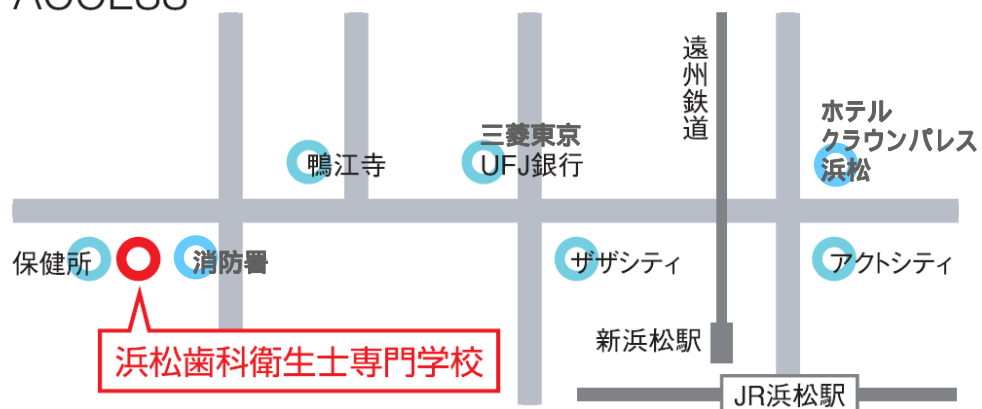 ACCESS
遠州鉄道
ホテル
クラウンパレス
浜松
三菱東京
UFJ銀行
鴨江寺
保健所
消防署
ザザシティ
アクトシティ
新浜松駅
浜松歯科衛生士専門学校
JR浜松駅